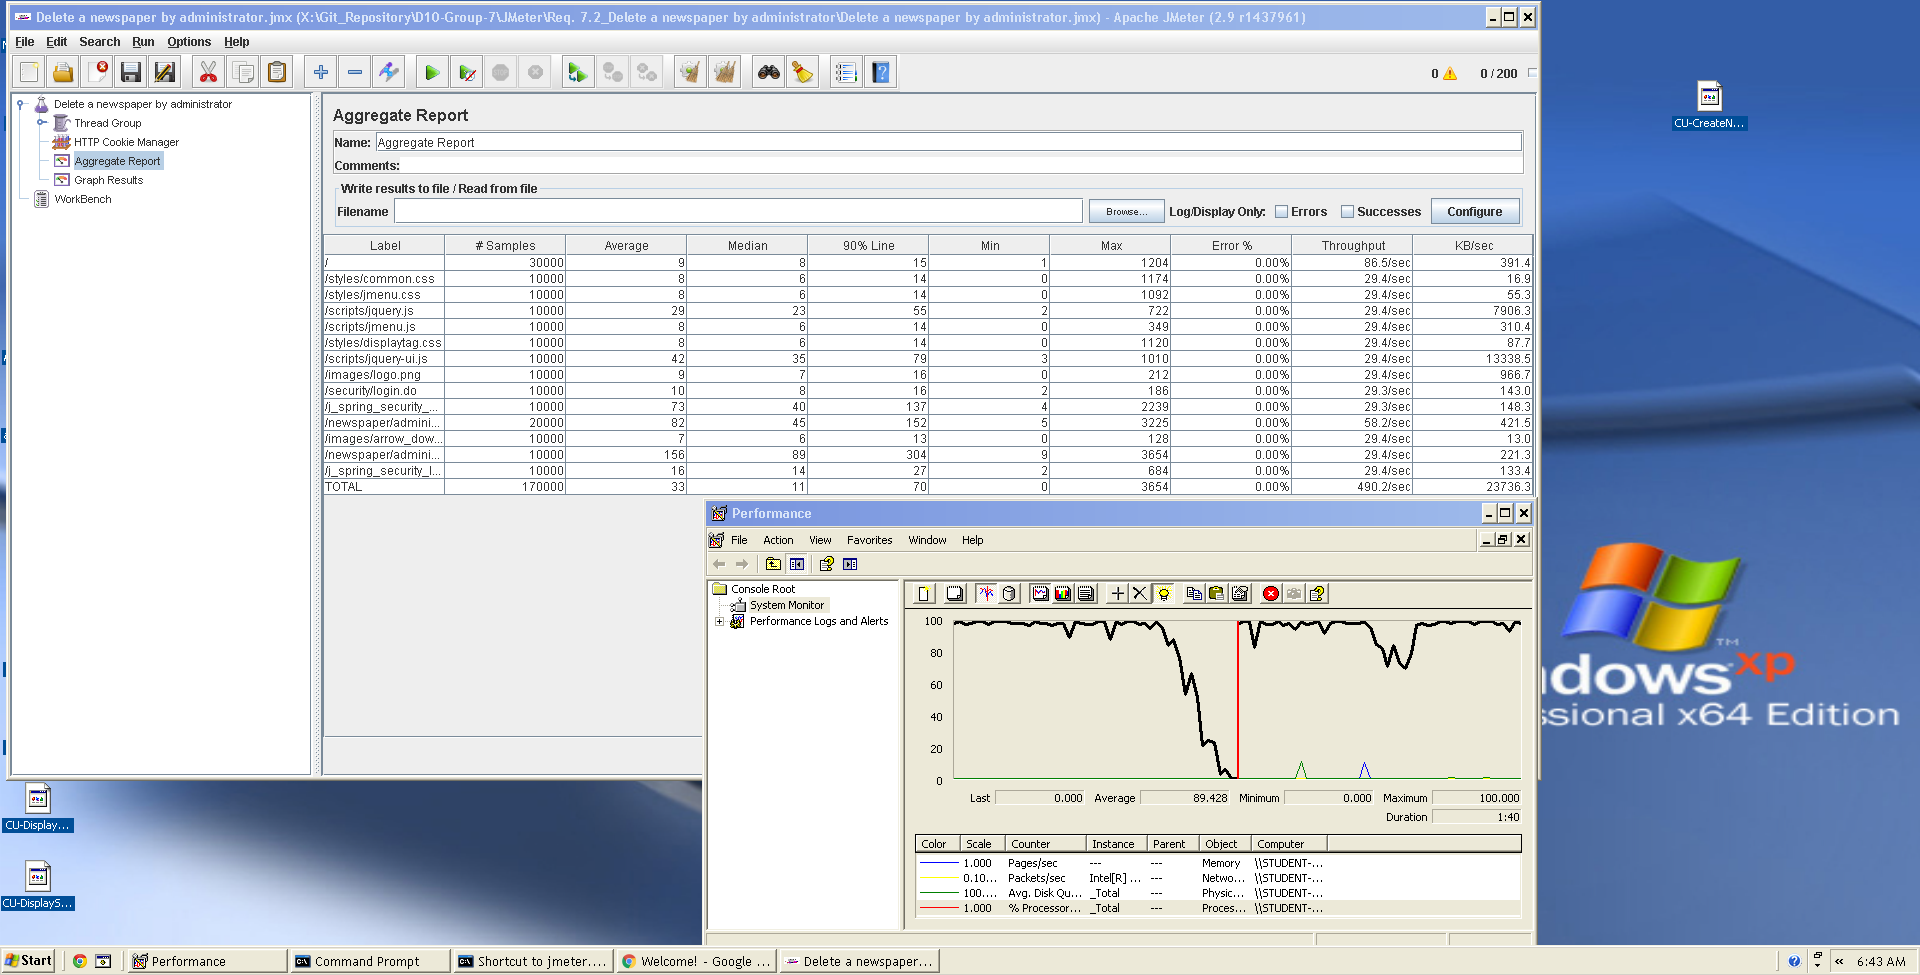 Delete a newspaper by administrator.jmx (X:\Git_Repository\D10-Group-7\JMeter\Req. 7.2_Delete a newspaper by administrator\Delete a newspaper by administrator.jmx) - Apache JMeter (2.9 r1437961)
File Edit Search Run Options Help
0 0 / 200
Delete a newspaper by administrator
Thread Group
HTTP Cookie Manager
Aggregate Report
Graph Results
WorkBench
Aggregate Report
Name: Aggregate Report
Comments:
Write results to file / Read from file
Filename Browse... Log/Display Only: Errors Successes Configure
Label # Samples Average Median 90% Line Min Max Error % Throughput KB/sec
/ 30000 9 8 15 1 1204 0.00% 86.5/sec 391.4
/styles/common.css 10000 8 6 14 0 1174 0.00% 29.4/sec 16.9
/styles/jmenu.css 10000 8 6 14 0 1092 0.00% 29.4/sec 55.3
/scripts/jquery.js 10000 29 23 55 2 722 0.00% 29.4/sec 7906.3
/scripts/jmenu.js 10000 8 6 14 0 349 0.00% 29.4/sec 310.4
/styles/displaytag.css 10000 8 6 14 0 1120 0.00% 29.4/sec 87.7
/scripts/jquery-ui.js 10000 42 35 79 3 1010 0.00% 29.4/sec 13338.5
/images/logo.png 10000 9 7 16 0 212 0.00% 29.4/sec 966.7
/security/login.do 10000 10 8 16 2 186 0.00% 29.3/sec 143.0
/j_spring_security_... 10000 73 40 137 4 2239 0.00% 29.3/sec 148.3
/newspaper/admini... 20000 82 45 152 5 3225 0.00% 58.2/sec 421.5
/images/arrow_dow... 10000 7 6 13 0 128 0.00% 29.4/sec 13.0
/newspaper/admini... 10000 156 89 304 9 3654 0.00% 29.4/sec 221.3
/j_spring_security_l... 10000 16 14 27 2 684 0.00% 29.4/sec 133.4
TOTAL 170000 33 11 70 0 3654 0.00% 490.2/sec 23736.3
Performance
File Action View Favorites Window Help
Console Root
System Monitor
Performance Logs and Alerts
100
80
60
40
20
0
Last 0.000 Average 89.428 Minimum 0.000 Maximum 100.000
Duration 1:40
Color Scale Counter Instance Parent Object Computer
1.000 Pages/sec --- --- Memory \\STUDENT-...
0.10... Packets/sec Intel[R] ... --- Netwo... \\STUDENT-...
100.... Avg. Disk Qu... _Total --- Physic... \\STUDENT-...
1.000 % Processor... _Total --- Proces... \\STUDENT-...
CU-CreateN...
TM
ndows xp
ssional x64 Edition
CU-Display...
CU-DisplayS...
Start Performance Command Prompt Shortcut to jmeter.... Welcome! - Google ... Delete a newspaper... 6:43 AM